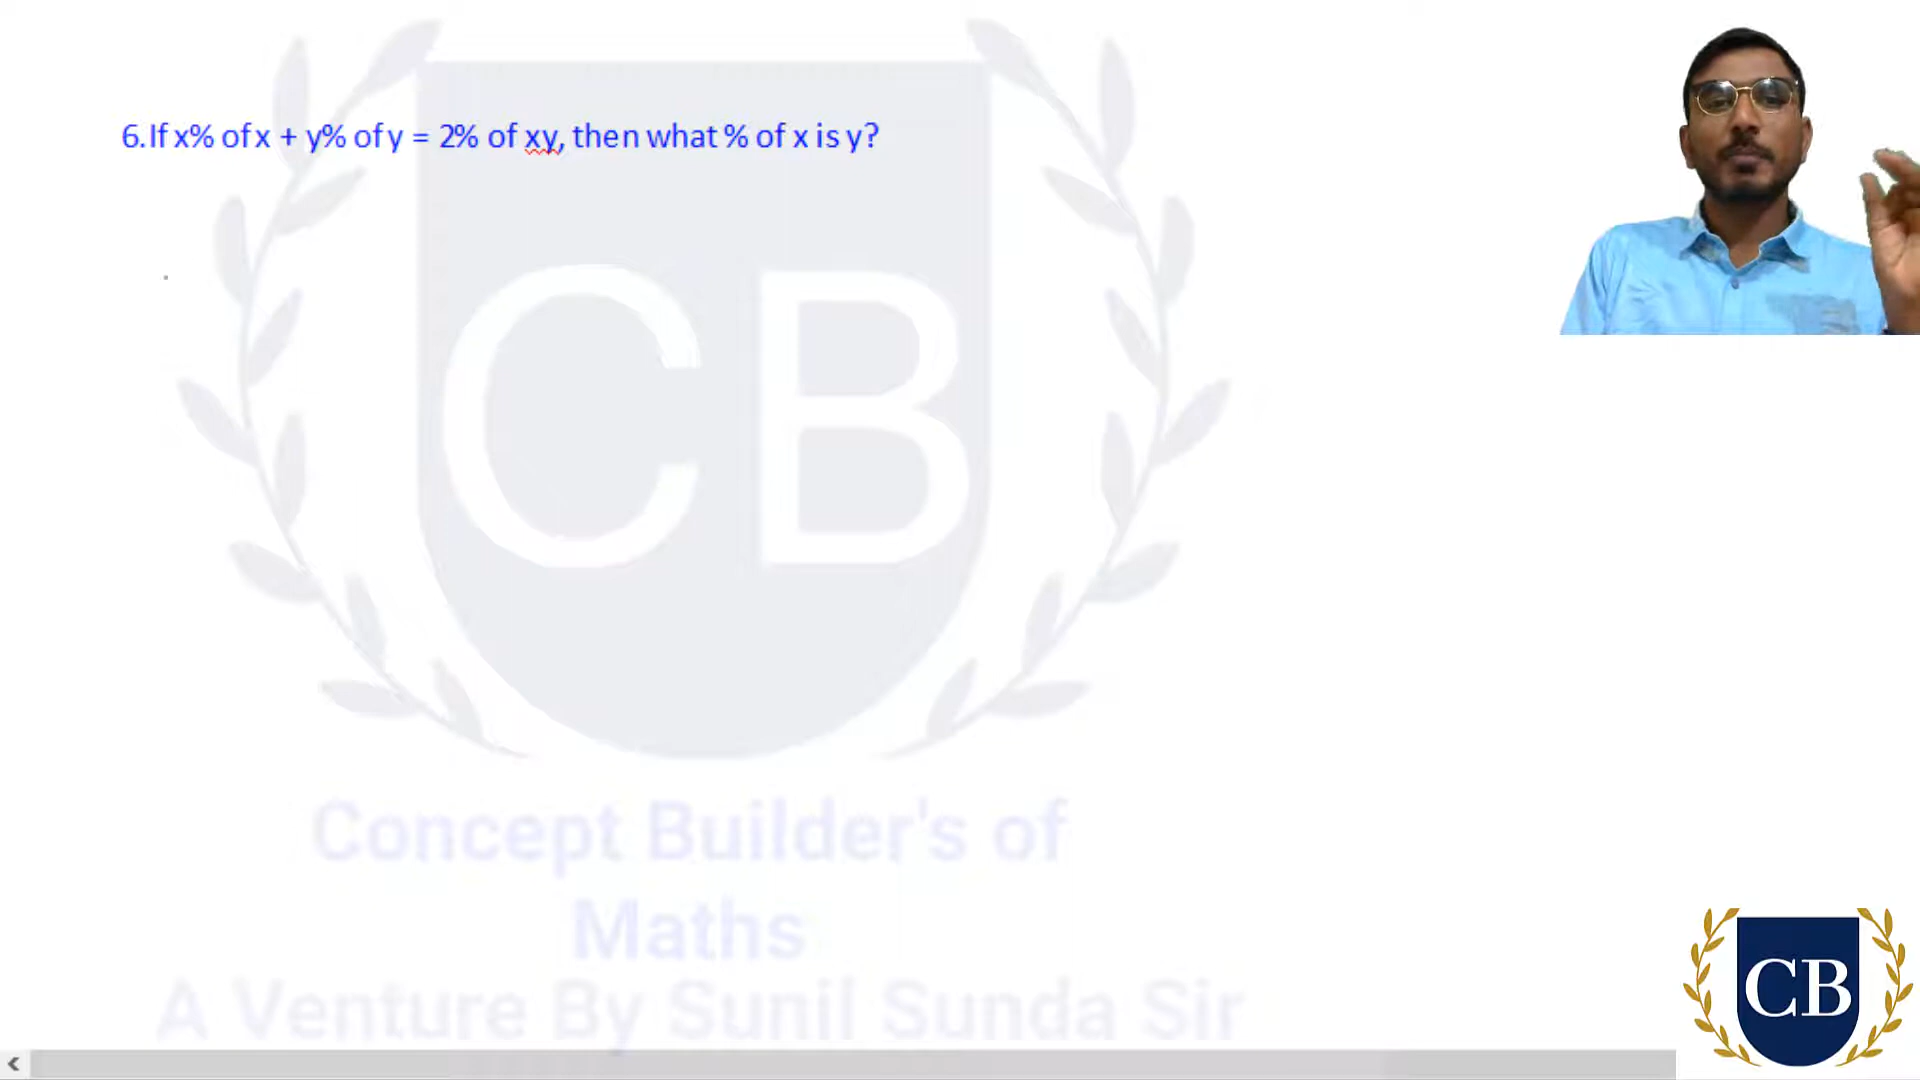 6.If x% of x + y% of y = 2% of xy, then what % of x is y?
CB
Concept Builder's of
Maths
A Venture By Sunil Sunda Sir
CB